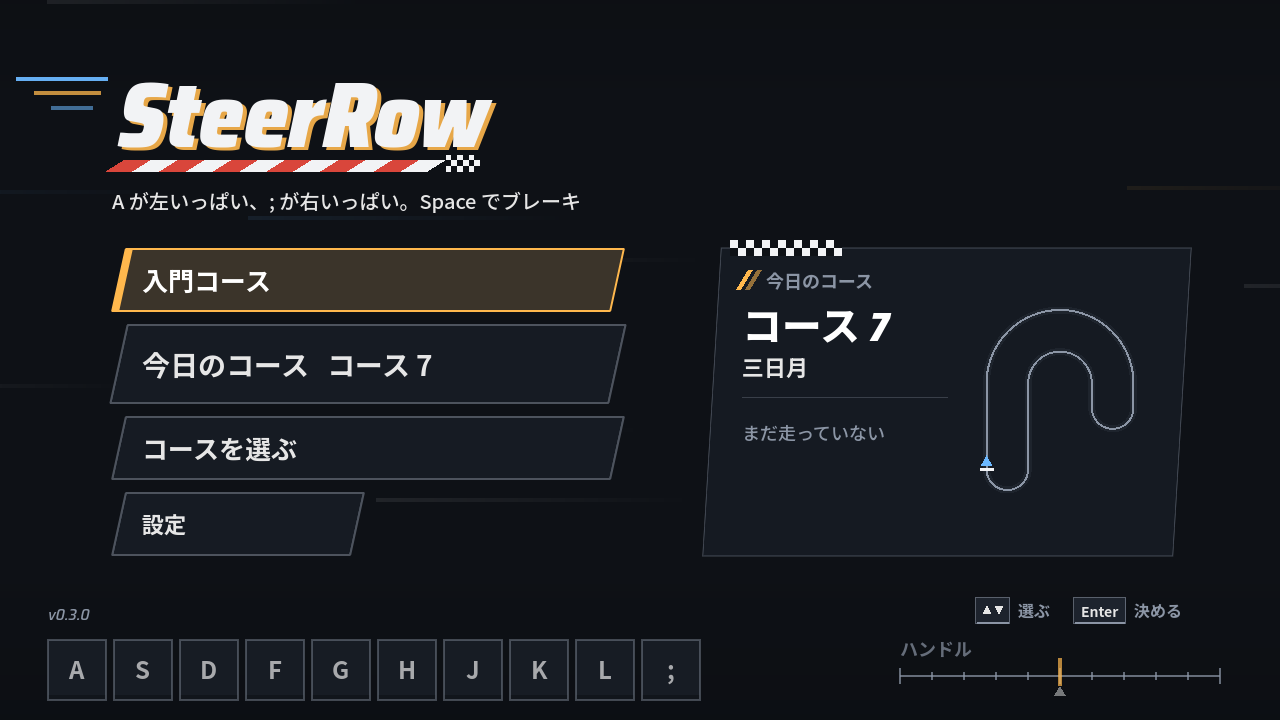 SteerRow
A が左いっぱい、; が右いっぱい。Space でブレーキ
入門コース
今日のコース コース 7
コースを選ぶ
設定
今日のコース
コース 7
三日月
まだ走っていない
v0.3.0
A S D F G H J K L ;
▲▼ 選ぶ Enter 決める
ハンドル